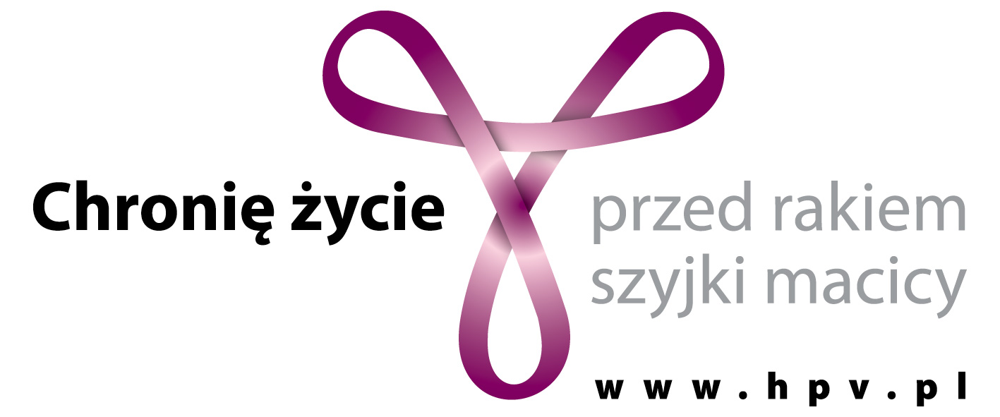 Chronię życie
przed rakiem
szyjki macicy
www.hpv.pl